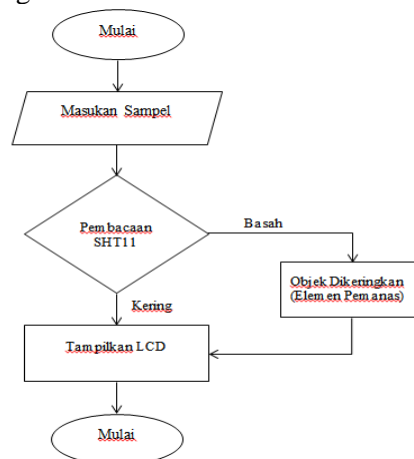 Mulai
Masukan Sampel
Pembacaan
SHT11
Basah
Objek Dikeringkan
(Elemen Pemanas)
Kering
Tampilkan LCD
Mulai